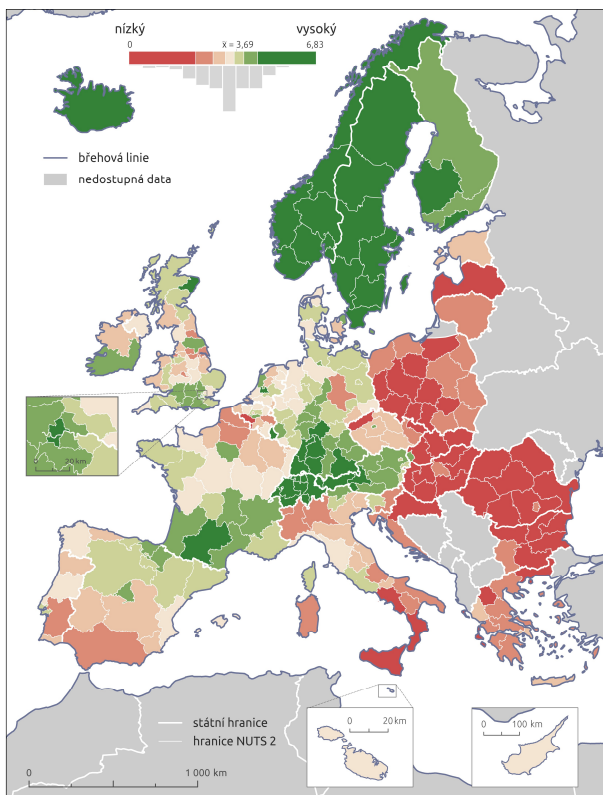 nízký vysoký
0 x̄ = 3,69 6,83
břehová linie
nedostupná data
20 km
státní hranice
hranice NUTS 2
0 1 000 km
0 20 km
0 100 km